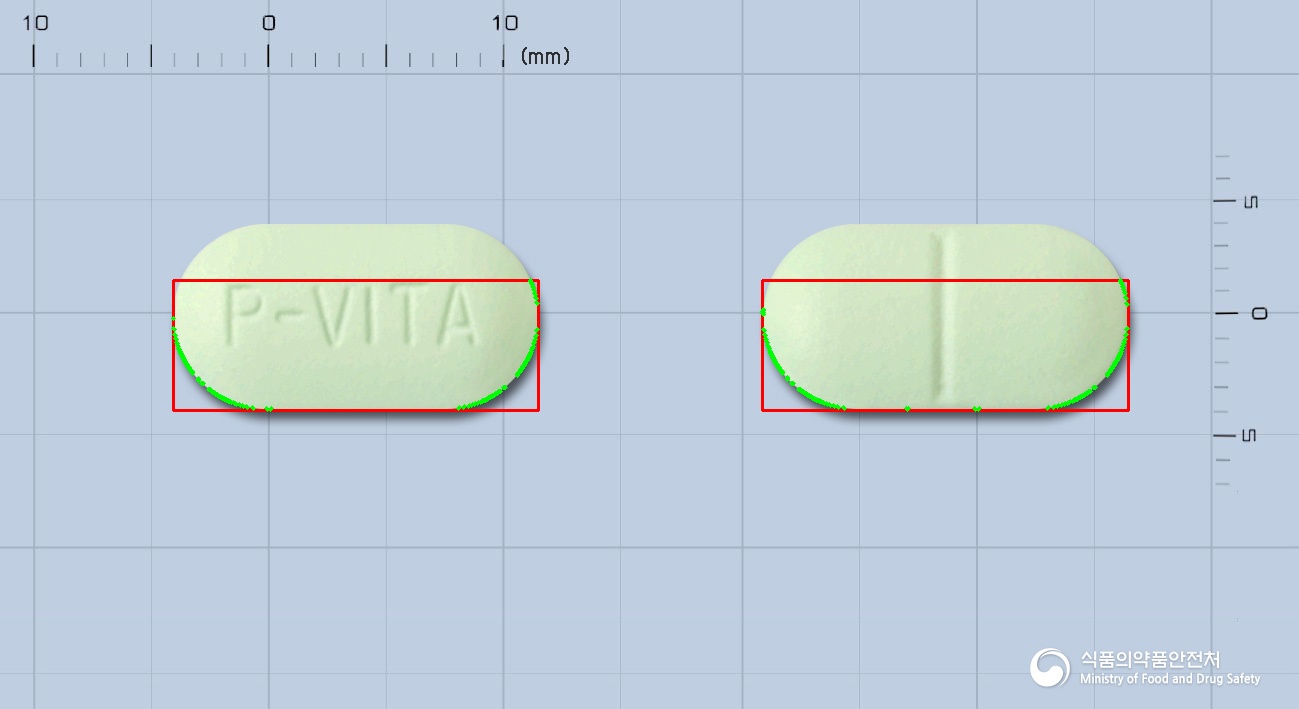 10 0 10
(mm)
P-VITA
5
0
5
식품의약품안전처
Ministry of Food and Drug Safety